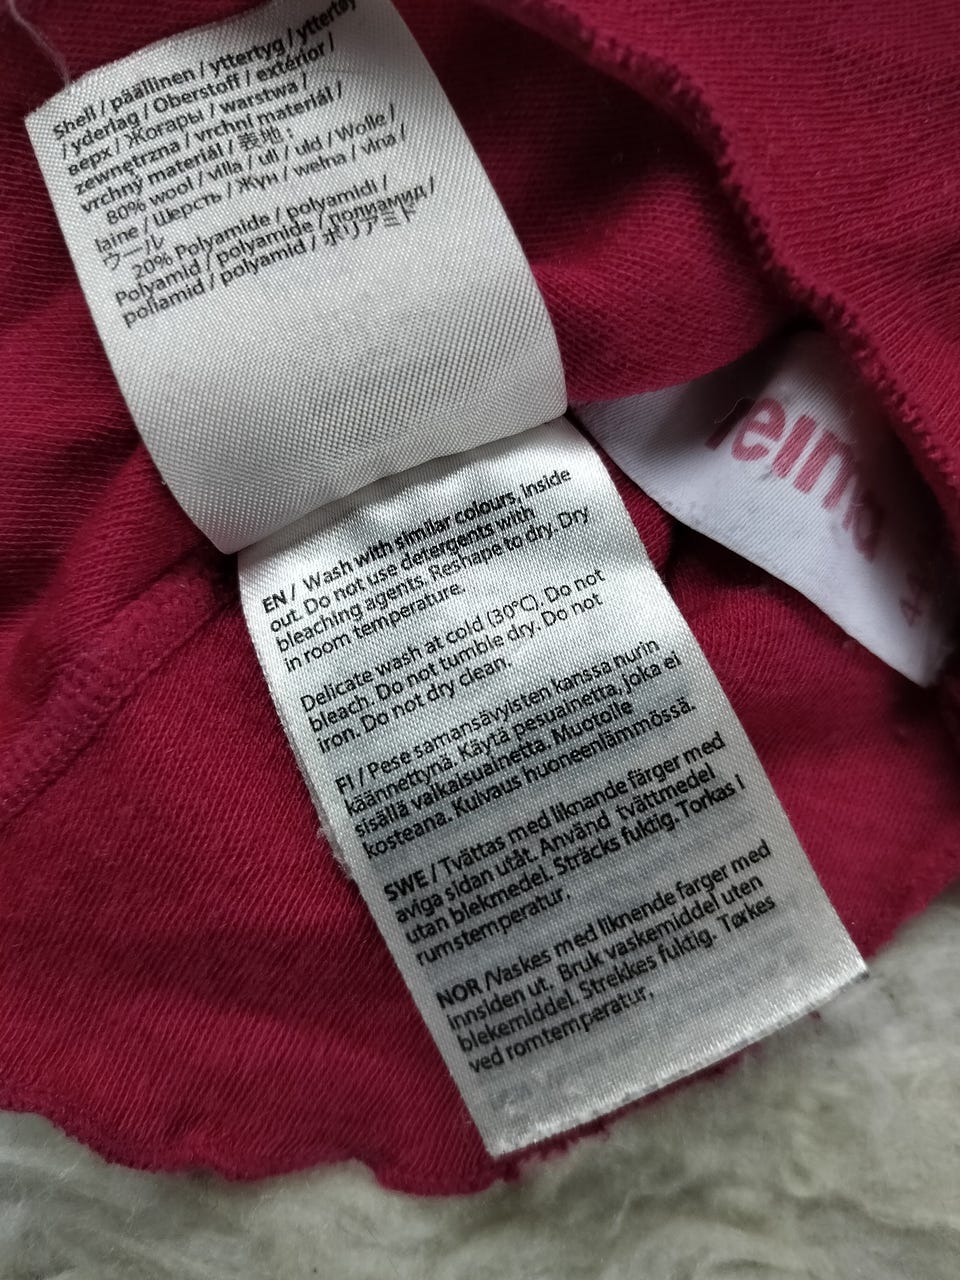 Shell / päällinen / yttertyg / yttertøy
/ yderlag / Oberstoff / extérior /
верх / Жоғары / warstwa /
zewnętrzna / vrchní materiál /
vrchný materiál / 表地 :
80% wool / villa / ull / uld / Wolle /
laine / Шерсть / Жүн / wełna / vlna /
ウール
20% Polyamide / polyamidi /
Polyamid / polyamide / полиамид /
poliamid / polyamid / ポリアミド
reima
EN / Wash with similar colours, inside
out. Do not use detergents with
bleaching agents. Reshape to dry. Dry
in room temperature.
Delicate wash at cold (30°C). Do not
bleach. Do not tumble dry. Do not
iron. Do not dry clean.
FI / Pese samansävyisten kanssa nurin
käännettynä. Käytä pesuainetta, joka ei
sisällä valkaisuainetta. Muotoile
kosteana. Kuivaus huoneenlämmössä.
SWE / Tvättas med liknande färger med
aviga sidan utåt. Använd tvättmedel
utan blekmedel. Sträcks fuktig. Torkas I
rumstemperatur.
NOR /Vaskes med liknende farger med
innsiden ut. Bruk vaskemiddel uten
blekemiddel. Strekkes fuktig. Tørkes
ved romtemperatur.